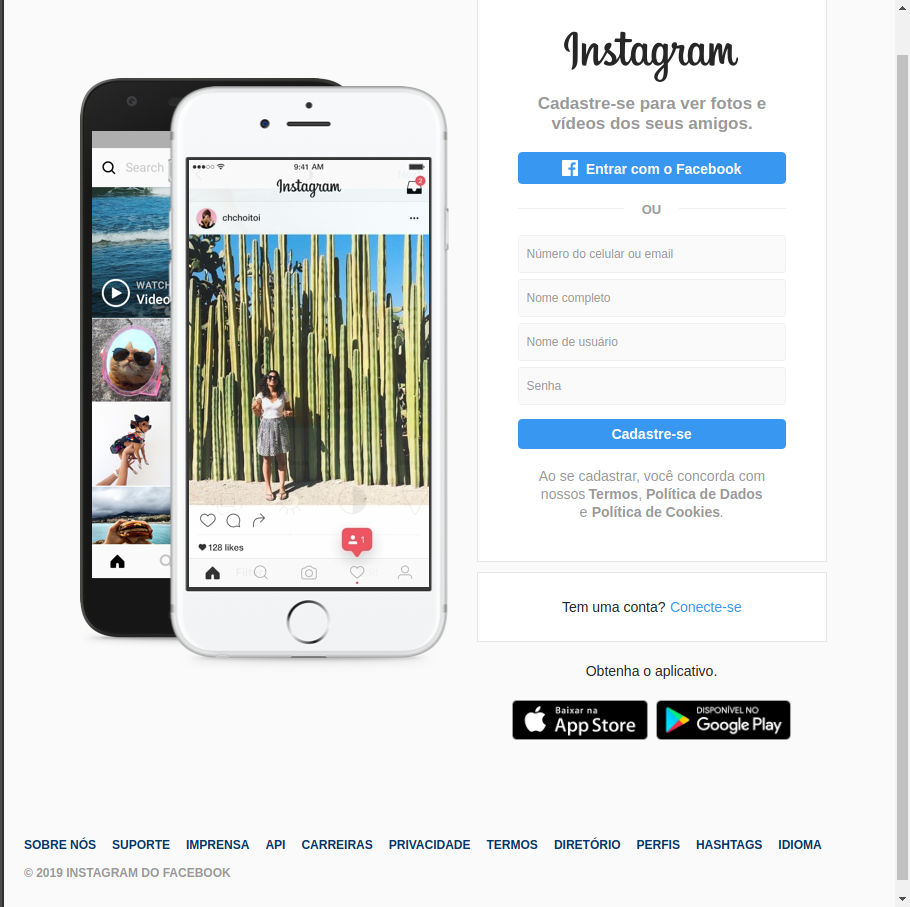 Instagram
Cadastre-se para ver fotos e
vídeos dos seus amigos.
Entrar com o Facebook
OU
Número do celular ou email
Nome completo
Nome de usuário
Senha
Cadastre-se
Ao se cadastrar, você concorda com
nossos Termos, Política de Dados
e Política de Cookies.
Tem uma conta? Conecte-se
Obtenha o aplicativo.
Baixar na
App Store
DISPONÍVEL NO
Google Play
Search
WATCH
Video
9:41 AM
Instagram
2
chchoitoi
128 likes
1
SOBRE NÓS SUPORTE IMPRENSA API CARREIRAS PRIVACIDADE TERMOS DIRETÓRIO PERFIS HASHTAGS IDIOMA
© 2019 INSTAGRAM DO FACEBOOK